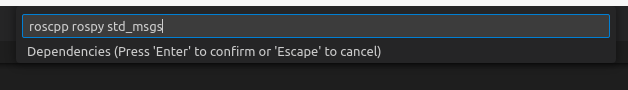 roscpp rospy std_msgs
Dependencies (Press 'Enter' to confirm or 'Escape' to cancel)